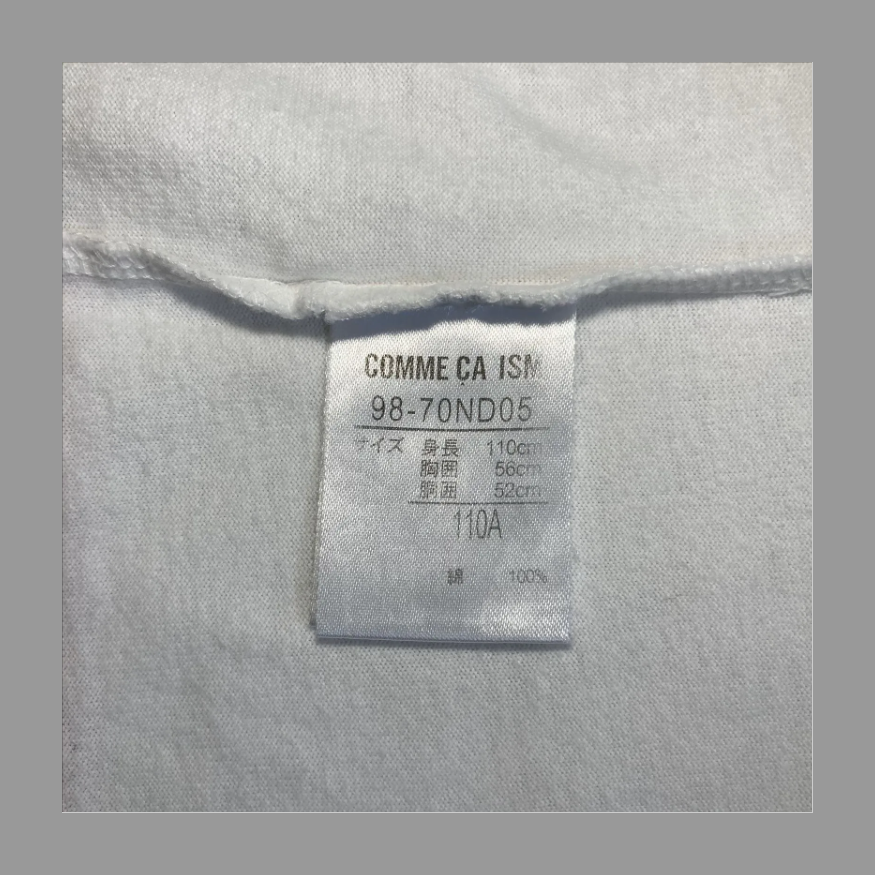 COMME ÇA ISM
98-70ND05
サイズ 身長 110cm
胸囲 56cm
胴囲 52cm
110A
綿 100%